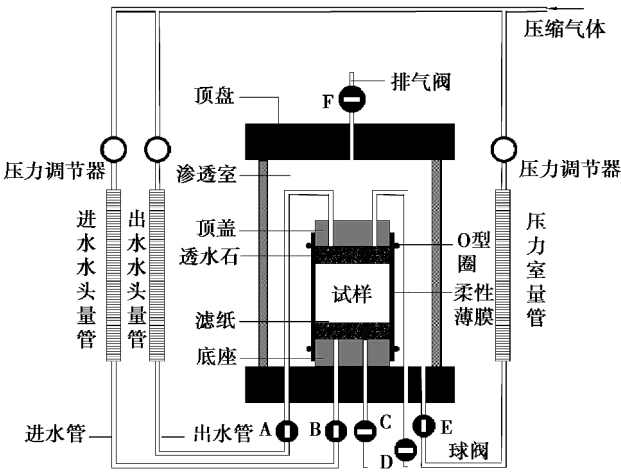 压缩气体
排气阀
F
顶盘
压力调节器
压力调节器
渗透室
进水水头量管
出水水头量管
顶盖
透水石
O型
圈
压力室量管
试样
柔性
薄膜
滤纸
底座
进水管
出水管
A
B
C
D
E
球阀